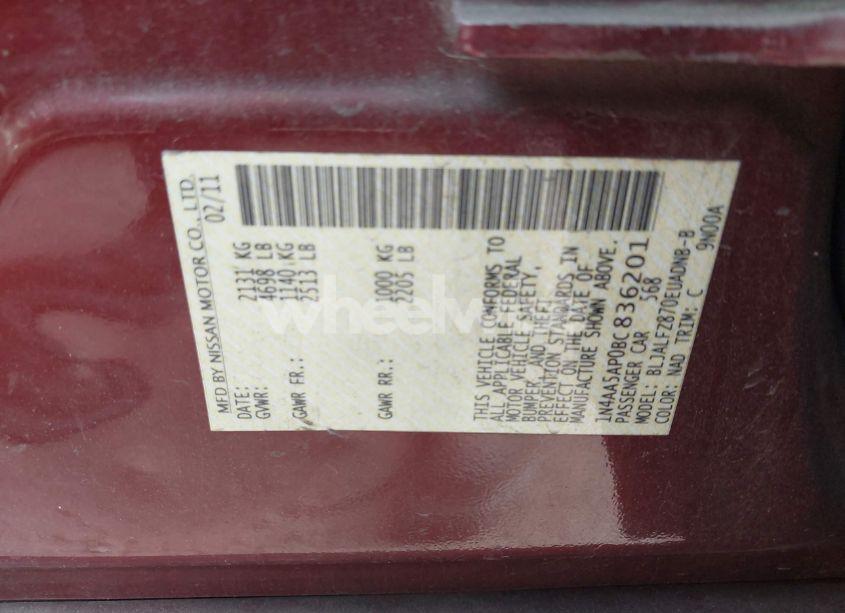 MFD BY NISSAN MOTOR CO., LTD.
DATE: 02/11
GVWR: 2131 KG
4698 LB
GAWR FR.: 1140 KG
2513 LB
GAWR RR.: 1000 KG
2205 LB
THIS VEHICLE CONFORMS TO
ALL APPLICABLE FEDERAL
MOTOR VEHICLE SAFETY,
BUMPER, AND THEFT
PREVENTION STANDARDS IN
EFFECT ON THE DATE OF
MANUFACTURE SHOWN ABOVE.
1N4AA5AP0BC836201
PASSENGER CAR 568
MODEL: BLJALFZ870EUADNB-B
COLOR: NAD TRIM: C 9N00A